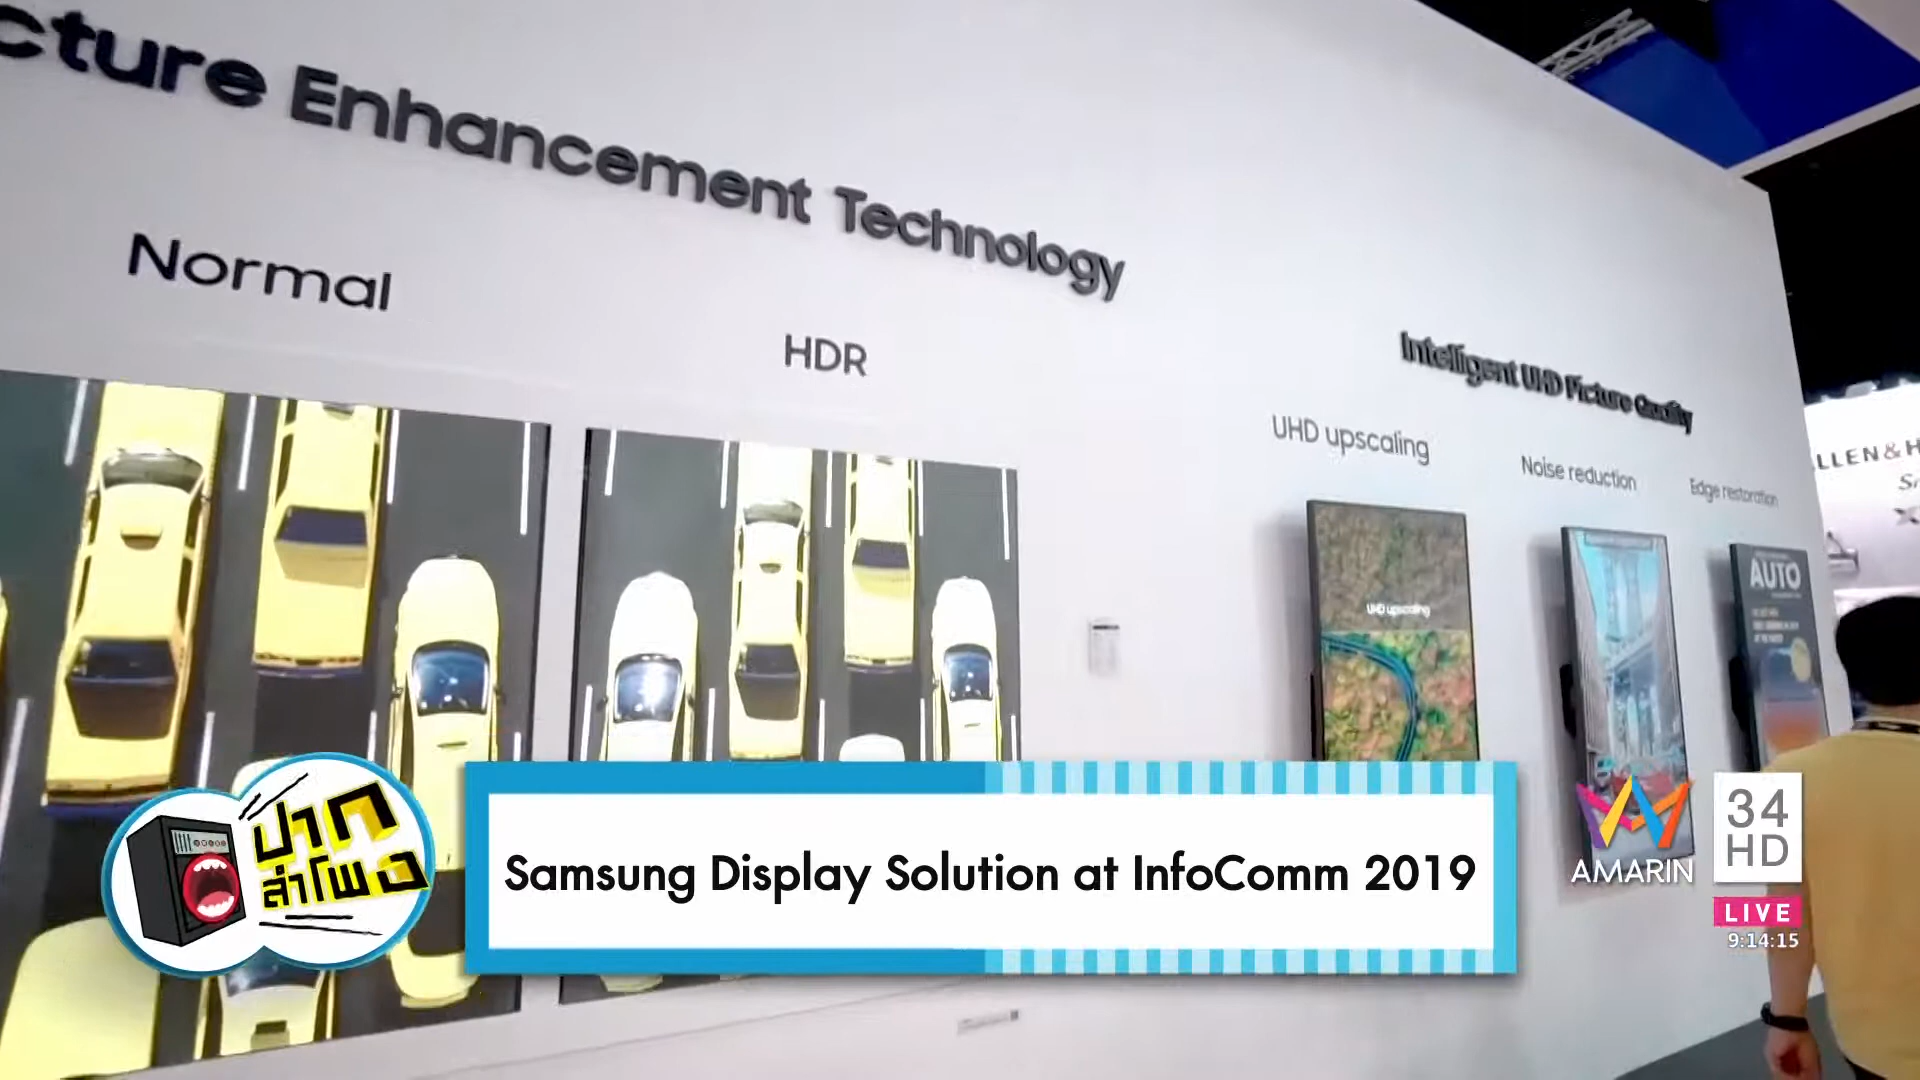 cture Enhancement Technology
Normal
HDR
Intelligent UHD Picture Quality
UHD upscaling
Noise reduction
Edge restoration
UHD upscaling
AUTO
LLEN&H
ปาก
ลำโพง
Samsung Display Solution at InfoComm 2019
AMARIN
34
HD
LIVE
9:14:15